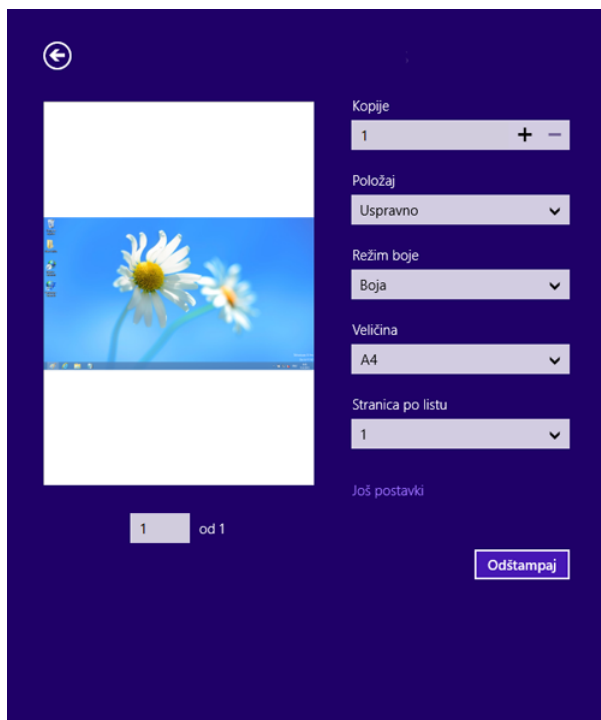 Kopije
1
Položaj
Uspravno
Režim boje
Boja
Veličina
A4
Stranica po listu
1
Još postavki
1 od 1
Odštampaj